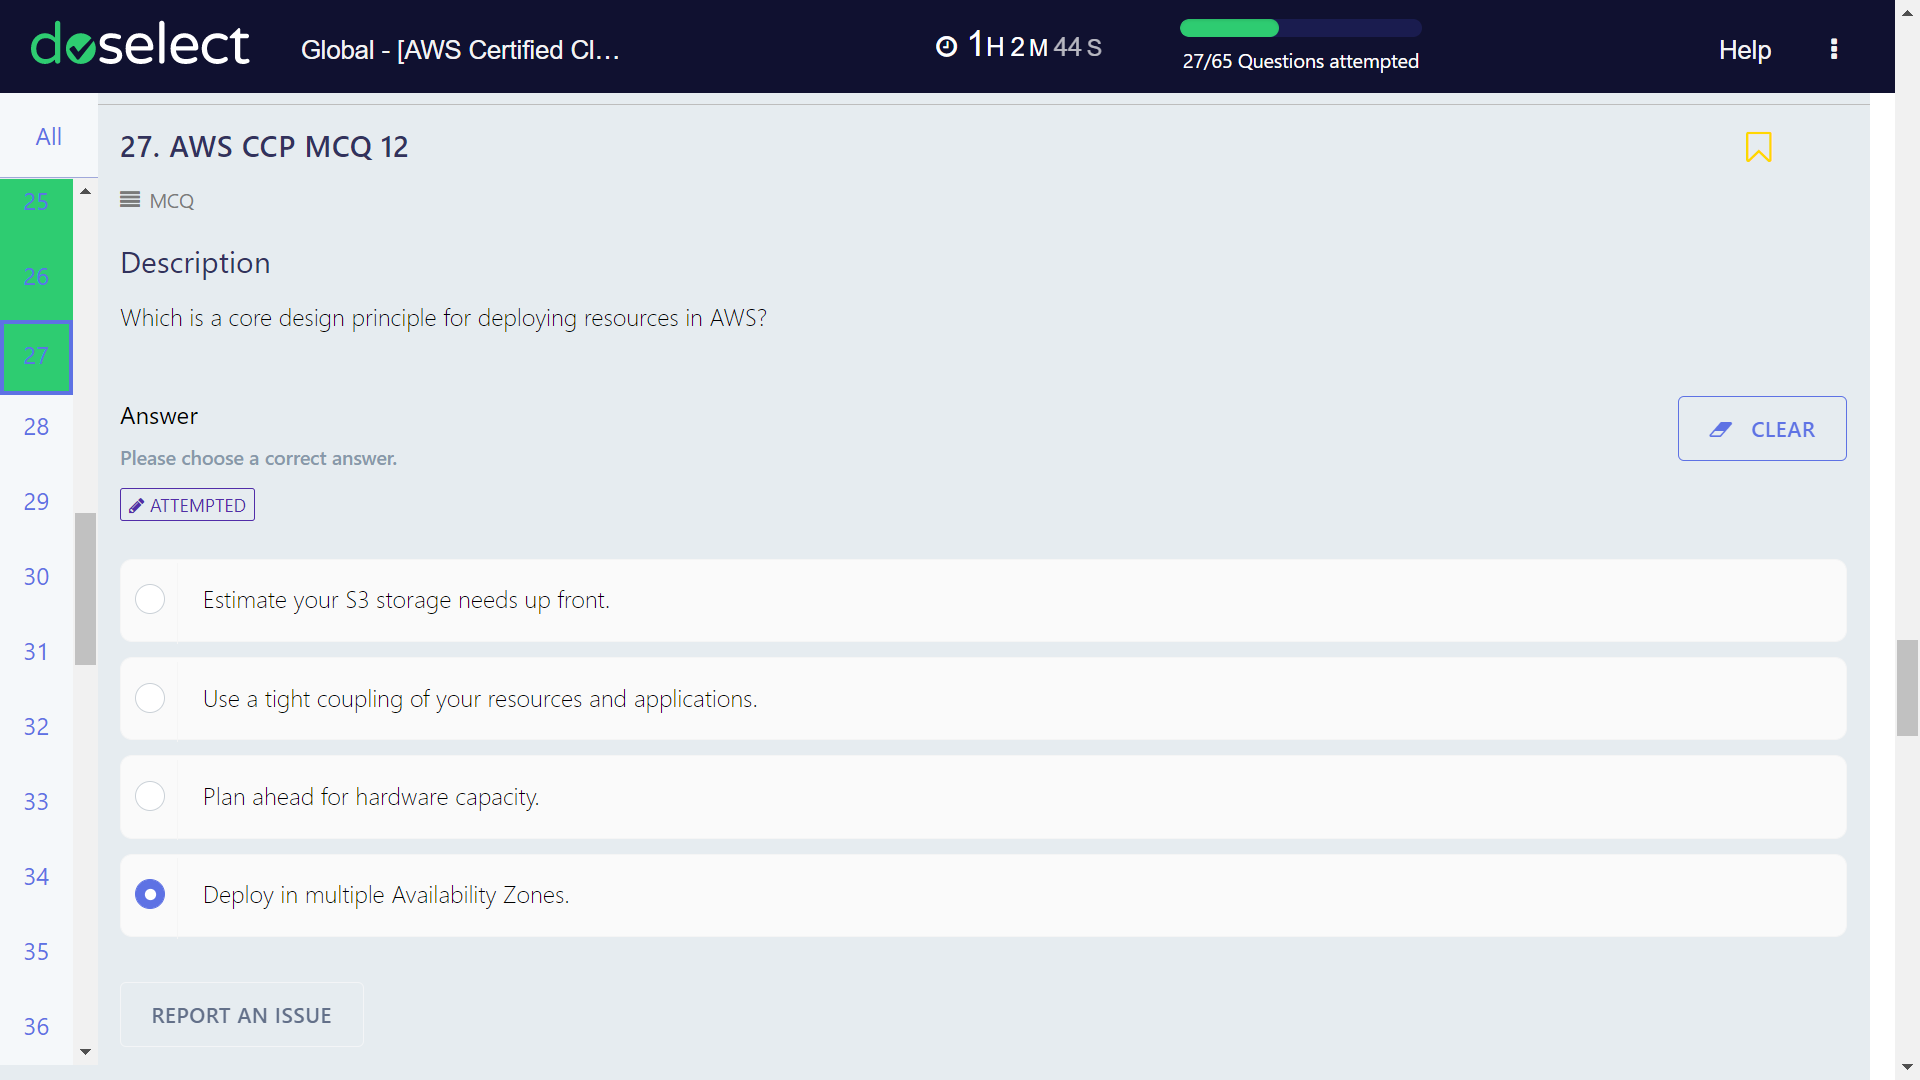 doselect
Global - [AWS Certified Cl...
1H 2M 44S
27/65 Questions attempted
Help
All
25
26
27
28
29
30
31
32
33
34
35
36
27. AWS CCP MCQ 12
MCQ
Description
Which is a core design principle for deploying resources in AWS?
Answer
Please choose a correct answer.
CLEAR
ATTEMPTED
Estimate your S3 storage needs up front.
Use a tight coupling of your resources and applications.
Plan ahead for hardware capacity.
Deploy in multiple Availability Zones.
REPORT AN ISSUE